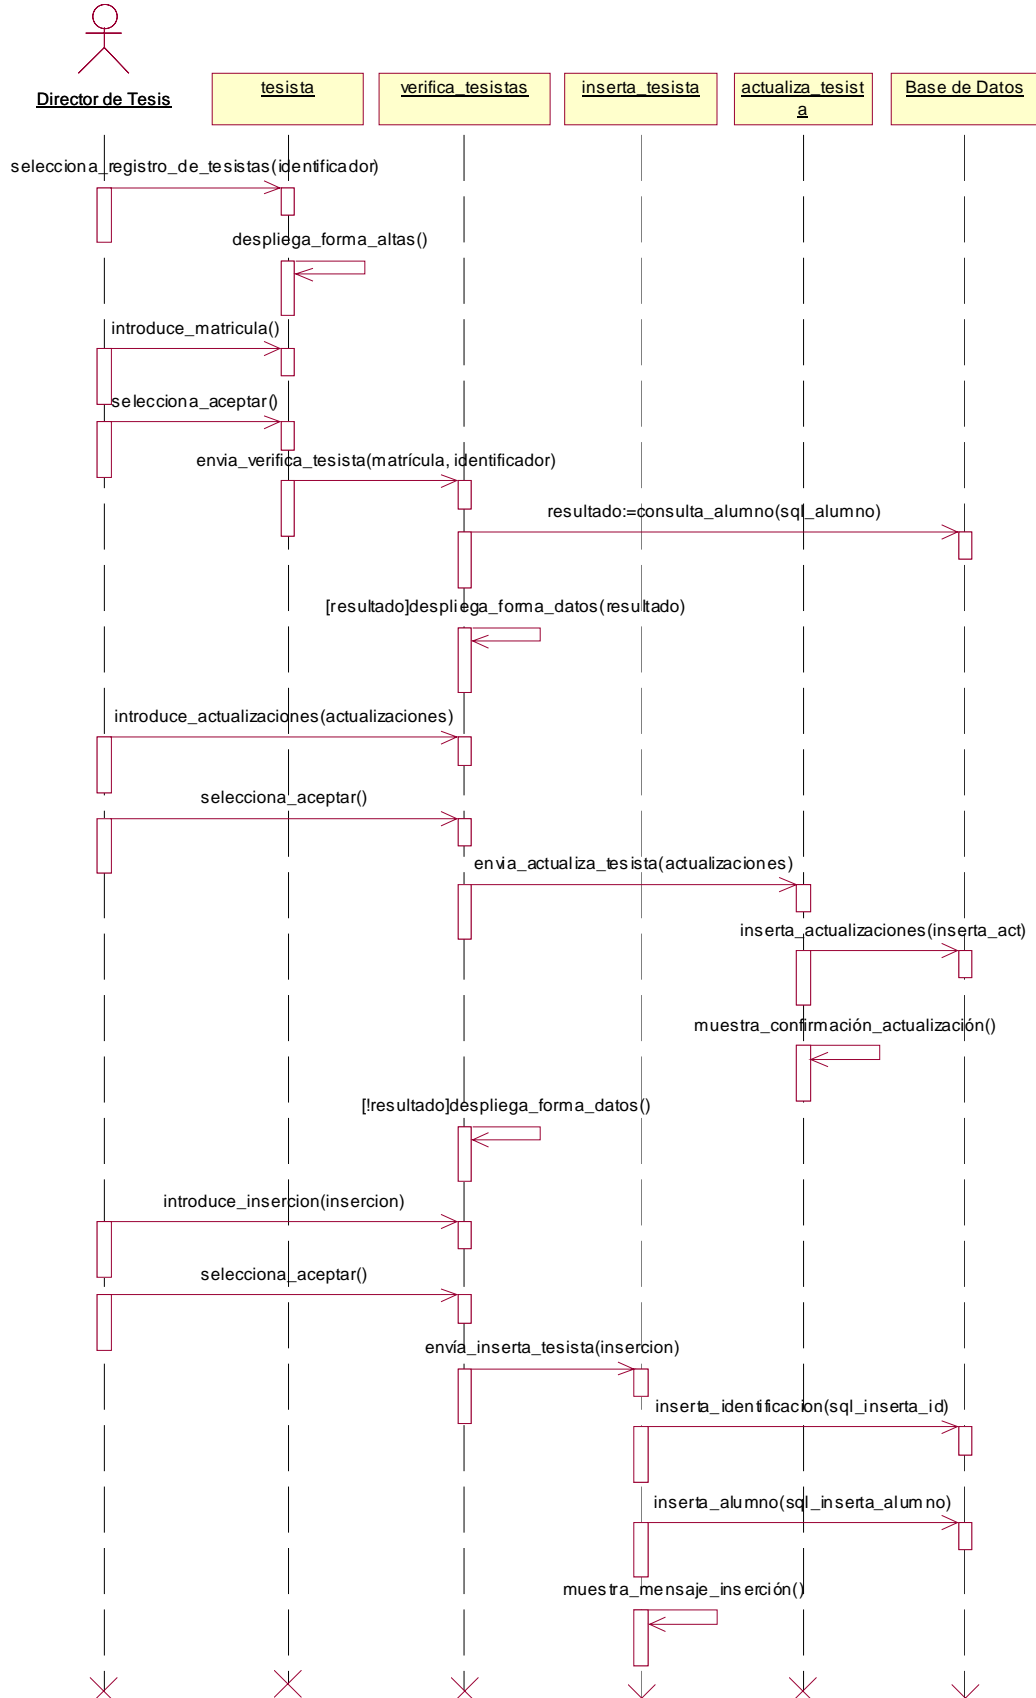 Director de Tesis
tesista
verifica_tesistas
inserta_tesista
actualiza_tesist
a
Base de Datos
selecciona_registro_de_tesistas(identificador)
despliega_forma_altas()
introduce_matricula()
selecciona_aceptar()
envia_verifica_tesista(matrícula, identificador)
resultado:=consulta_alumno(sql_alumno)
[resultado]despliega_forma_datos(resultado)
introduce_actualizaciones(actualizaciones)
selecciona_aceptar()
envia_actualiza_tesista(actualizaciones)
inserta_actualizaciones(inserta_act)
muestra_confirmación_actualización()
[!resultado]despliega_forma_datos()
introduce_insercion(insercion)
selecciona_aceptar()
envía_inserta_tesista(insercion)
inserta_identificacion(sql_inserta_id)
inserta_alumno(sql_inserta_alumno)
muestra_mensaje_inserción()